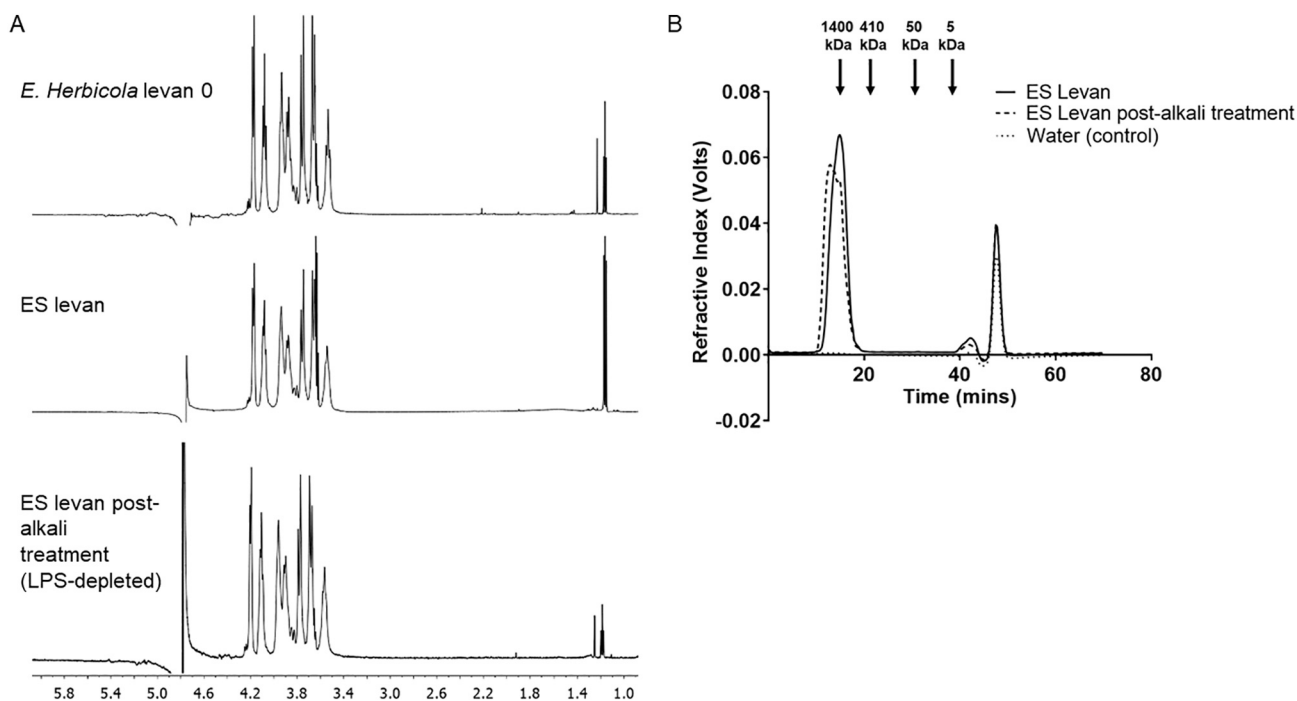 A
E. Herbicola levan 0
ES levan
ES levan post-
alkali
treatment
(LPS-depleted)
5.8 5.4 5.0 4.6 4.2 3.8 3.4 3.0 2.6 2.2 1.8 1.4 1.0
B
1400 410 50 5
kDa kDa kDa kDa
ES Levan
ES Levan post-alkali treatment
Water (control)
Refractive Index (Volts)
0.08
0.06
0.04
0.02
0.00
-0.02
20 40 60 80
Time (mins)